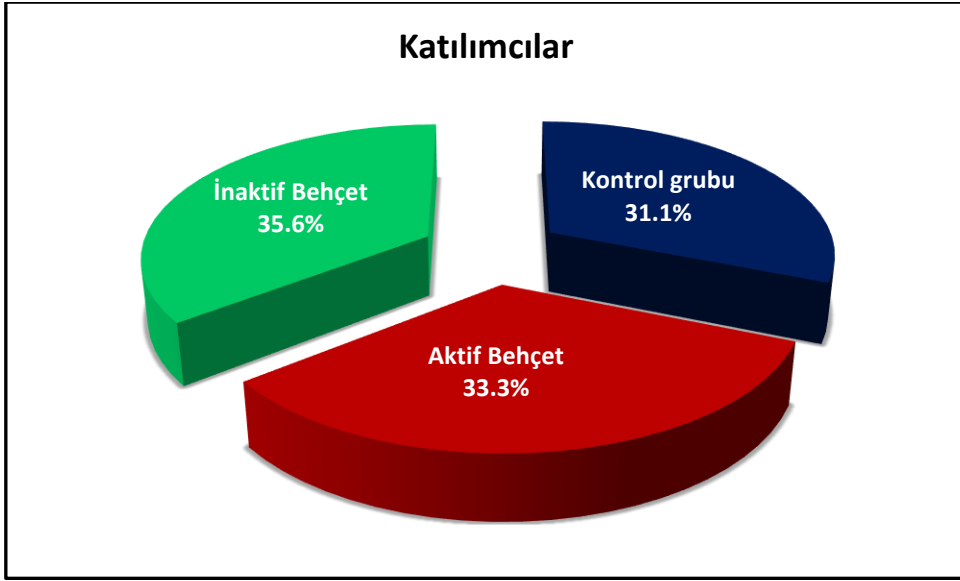 Katılımcılar
İnaktif Behçet
35.6%
Kontrol grubu
31.1%
Aktif Behçet
33.3%